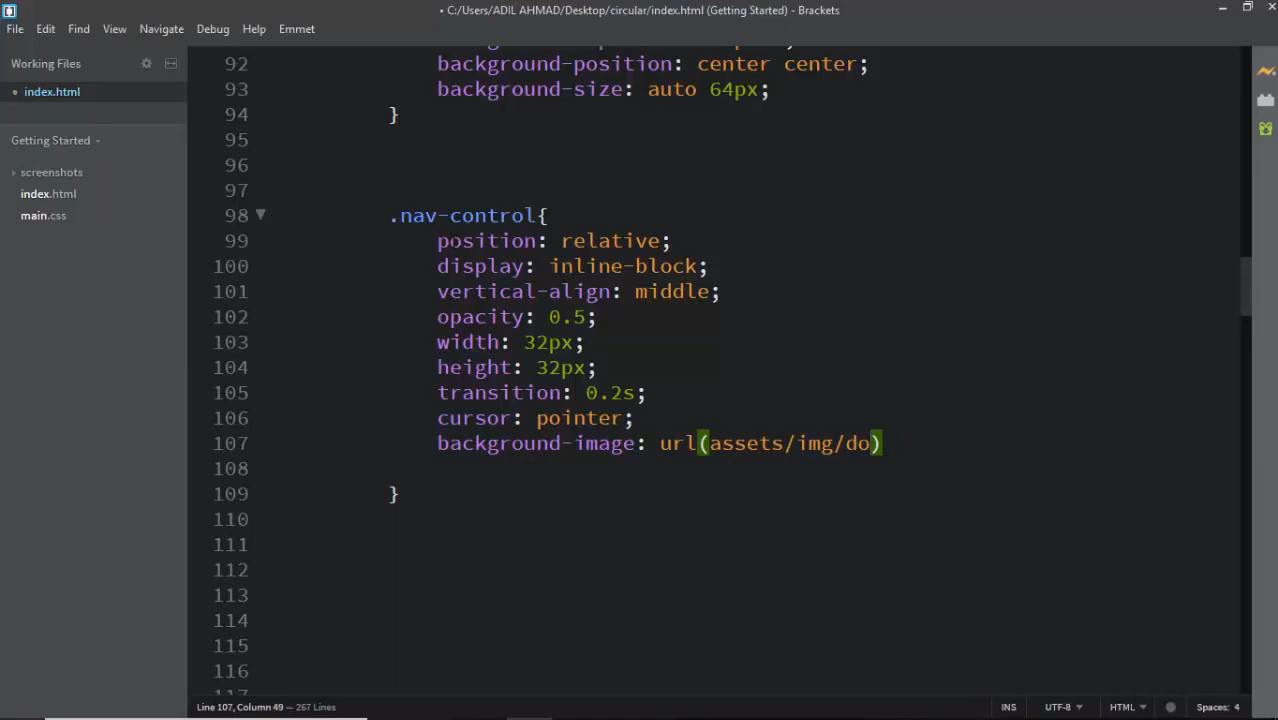 • C:/Users/ADIL AHMAD/Desktop/circular/index.html (Getting Started) - Brackets
File Edit Find View Navigate Debug Help Emmet
Working Files
• index.html
Getting Started
screenshots
index.html
main.css
92 background-position: center center;
93 background-size: auto 64px;
94 }
95
96
97
98 .nav-control{
99 position: relative;
100 display: inline-block;
101 vertical-align: middle;
102 opacity: 0.5;
103 width: 32px;
104 height: 32px;
105 transition: 0.2s;
106 cursor: pointer;
107 background-image: url(assets/img/do)
108
109 }
110
111
112
113
114
115
116
117
Line 107, Column 49 — 267 Lines
INS UTF-8 HTML Spaces: 4